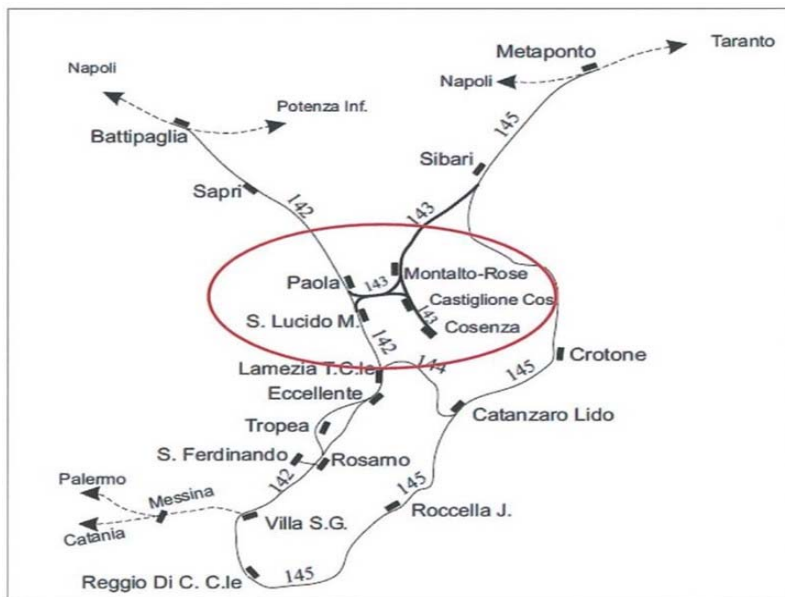 Taranto
Metaponto
Napoli
Napoli
Potenza Inf.
Battipaglia
145
Sibari
Sapri
142
143
Paola
143
Montalto-Rose
Castiglione Cos.
S. Lucido M.
143
Cosenza
142
Lamezia T.C.le
144
Crotone
145
Eccellente
Catanzaro Lido
Tropea
S. Ferdinando
Rosarno
142
145
Palermo
Messina
Roccella J.
Villa S.G.
Catania
Reggio Di C. C.le
145